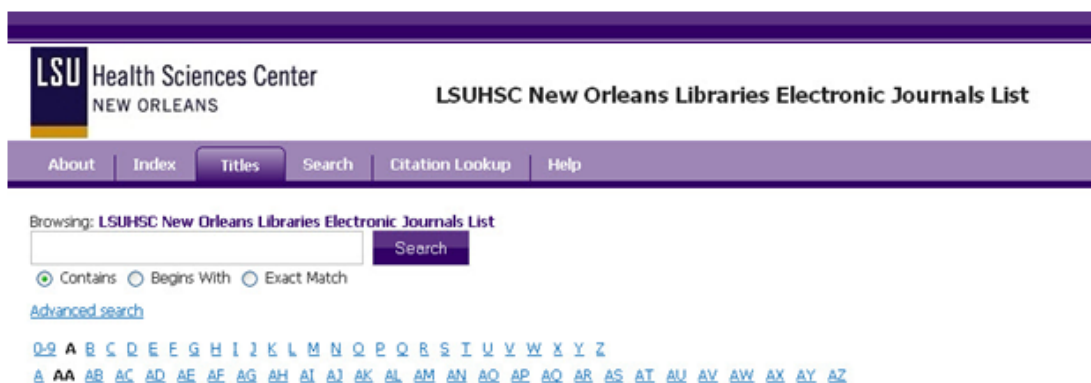 LSU Health Sciences Center
NEW ORLEANS
LSUHSC New Orleans Libraries Electronic Journals List
About Index Titles Search Citation Lookup Help
Browsing: LSUHSC New Orleans Libraries Electronic Journals List
Search
Contains Begins With Exact Match
Advanced search
0-9 A B C D E F G H I J K L M N O P Q R S T U V W X Y Z
A AA AB AC AD AE AF AG AH AI AJ AK AL AM AN AO AP AQ AR AS AT AU AV AW AX AY AZ